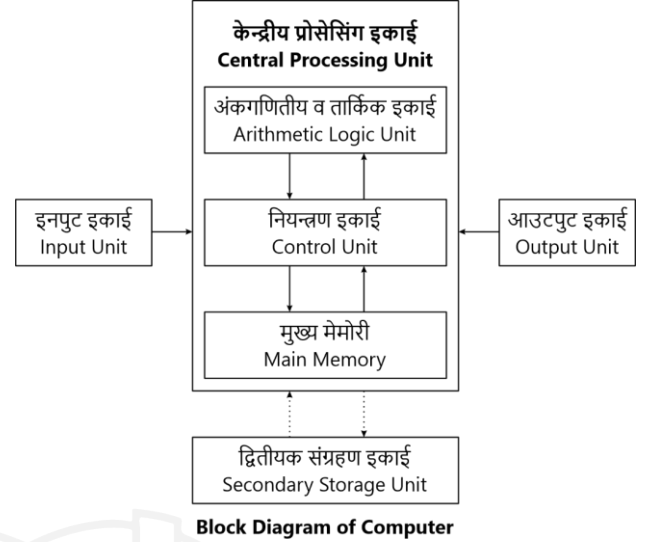 केन्द्रीय प्रोसेसिंग इकाई
Central Processing Unit
अंकगणितीय व तार्किक इकाई
Arithmetic Logic Unit
इनपुट इकाई
Input Unit
नियन्त्रण इकाई
Control Unit
आउटपुट इकाई
Output Unit
मुख्य मेमोरी
Main Memory
द्वितीयक संग्रहण इकाई
Secondary Storage Unit
Block Diagram of Computer